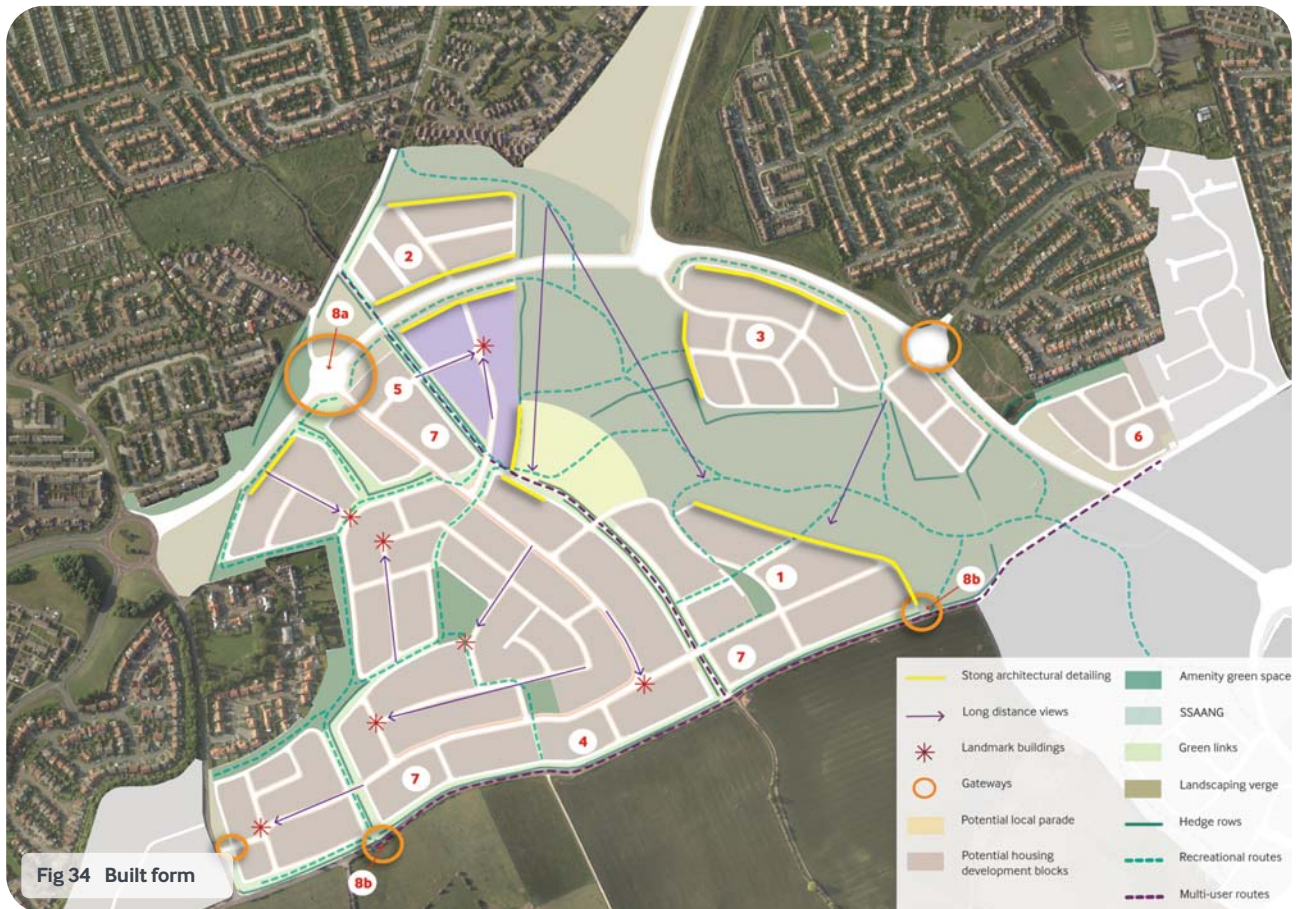 2
8a
3
5
7
6
1
8b
7
4
7
8b
Stong architectural detailing
Long distance views
Landmark buildings
Gateways
Potential local parade
Potential housing
development blocks
Amenity green space
SSAANG
Green links
Landscaping verge
Hedge rows
Recreational routes
Multi-user routes
Fig 34 Built form